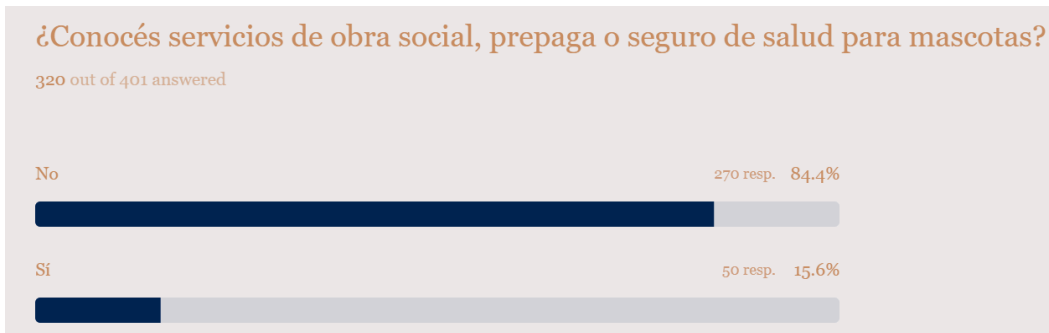 ¿Conocés servicios de obra social, prepaga o seguro de salud para mascotas?
320 out of 401 answered
No 270 resp. 84.4%
Sí 50 resp. 15.6%